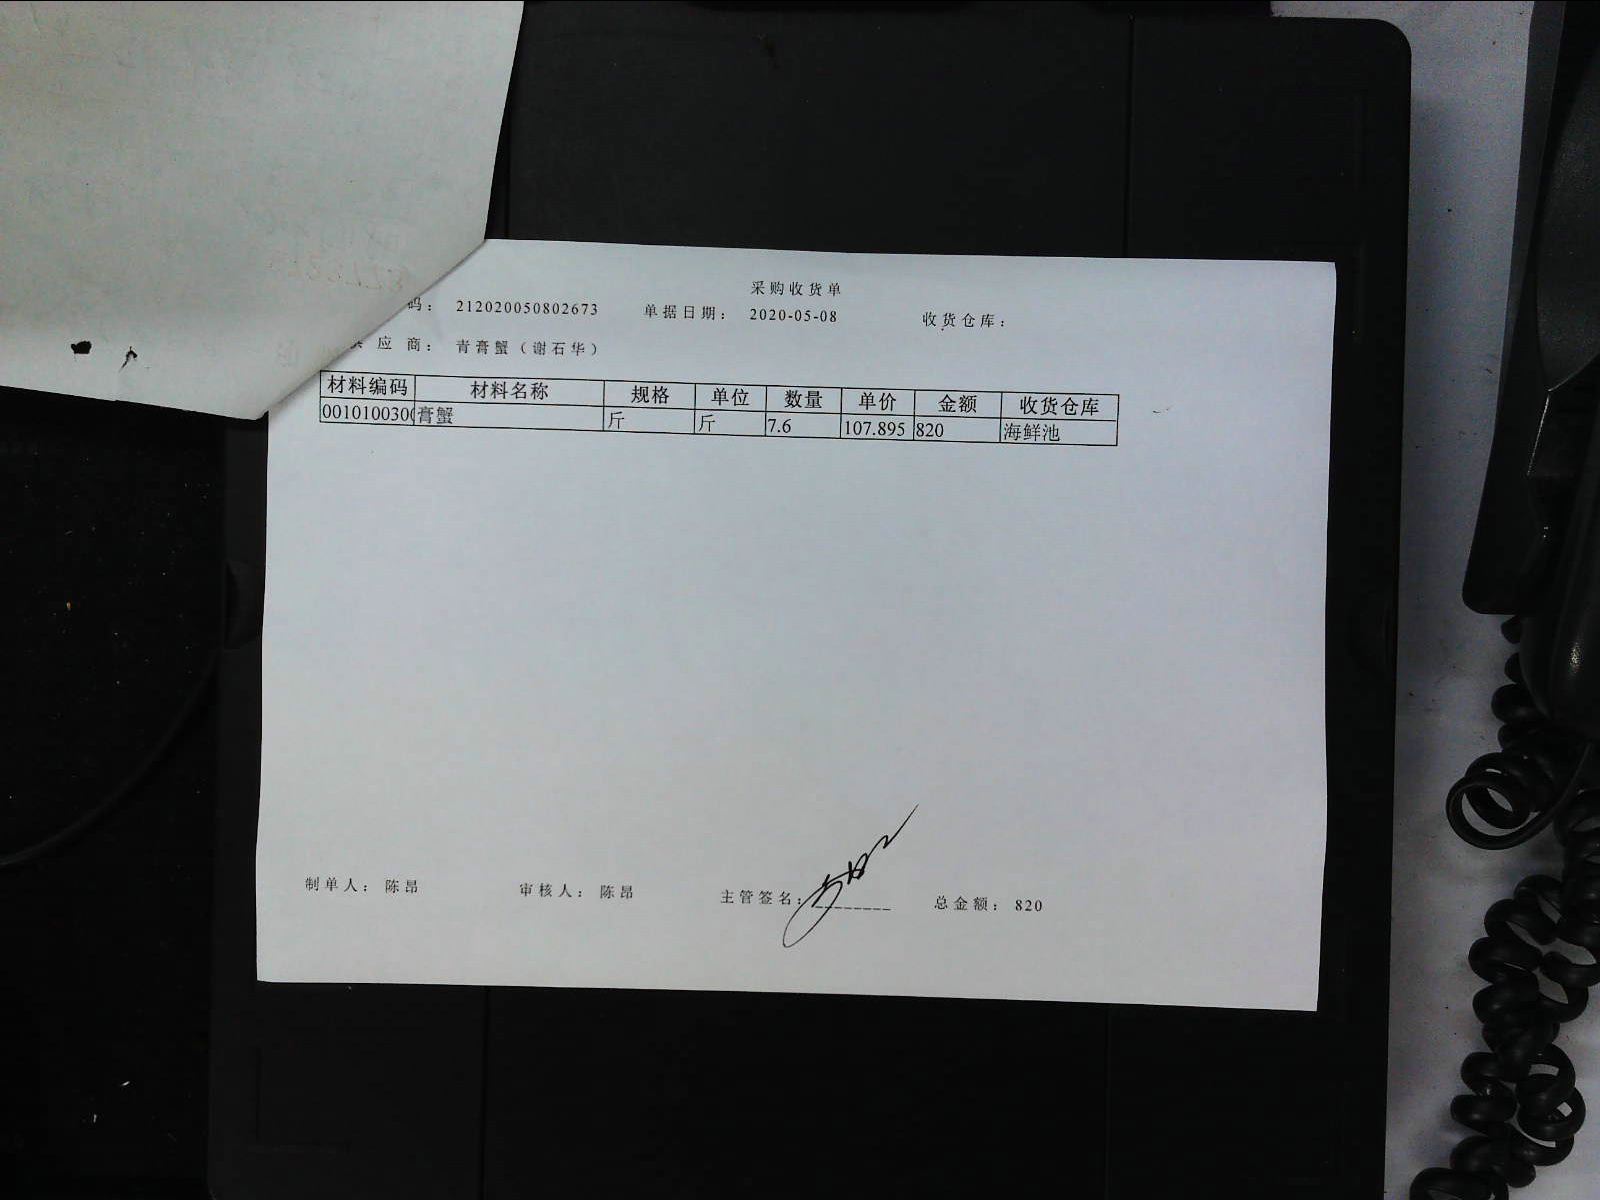 采购收货单
码： 212020050802673 单据日期： 2020-05-08 收货仓库：
应 商： 青膏蟹（谢石华）
材料编码 材料名称 规格 单位 数量 单价 金额 收货仓库
001010030 膏蟹 斤 斤 7.6 107.895 820 海鲜池
制单人： 陈昂 审核人： 陈昂 主管签名：________ 总金额： 820